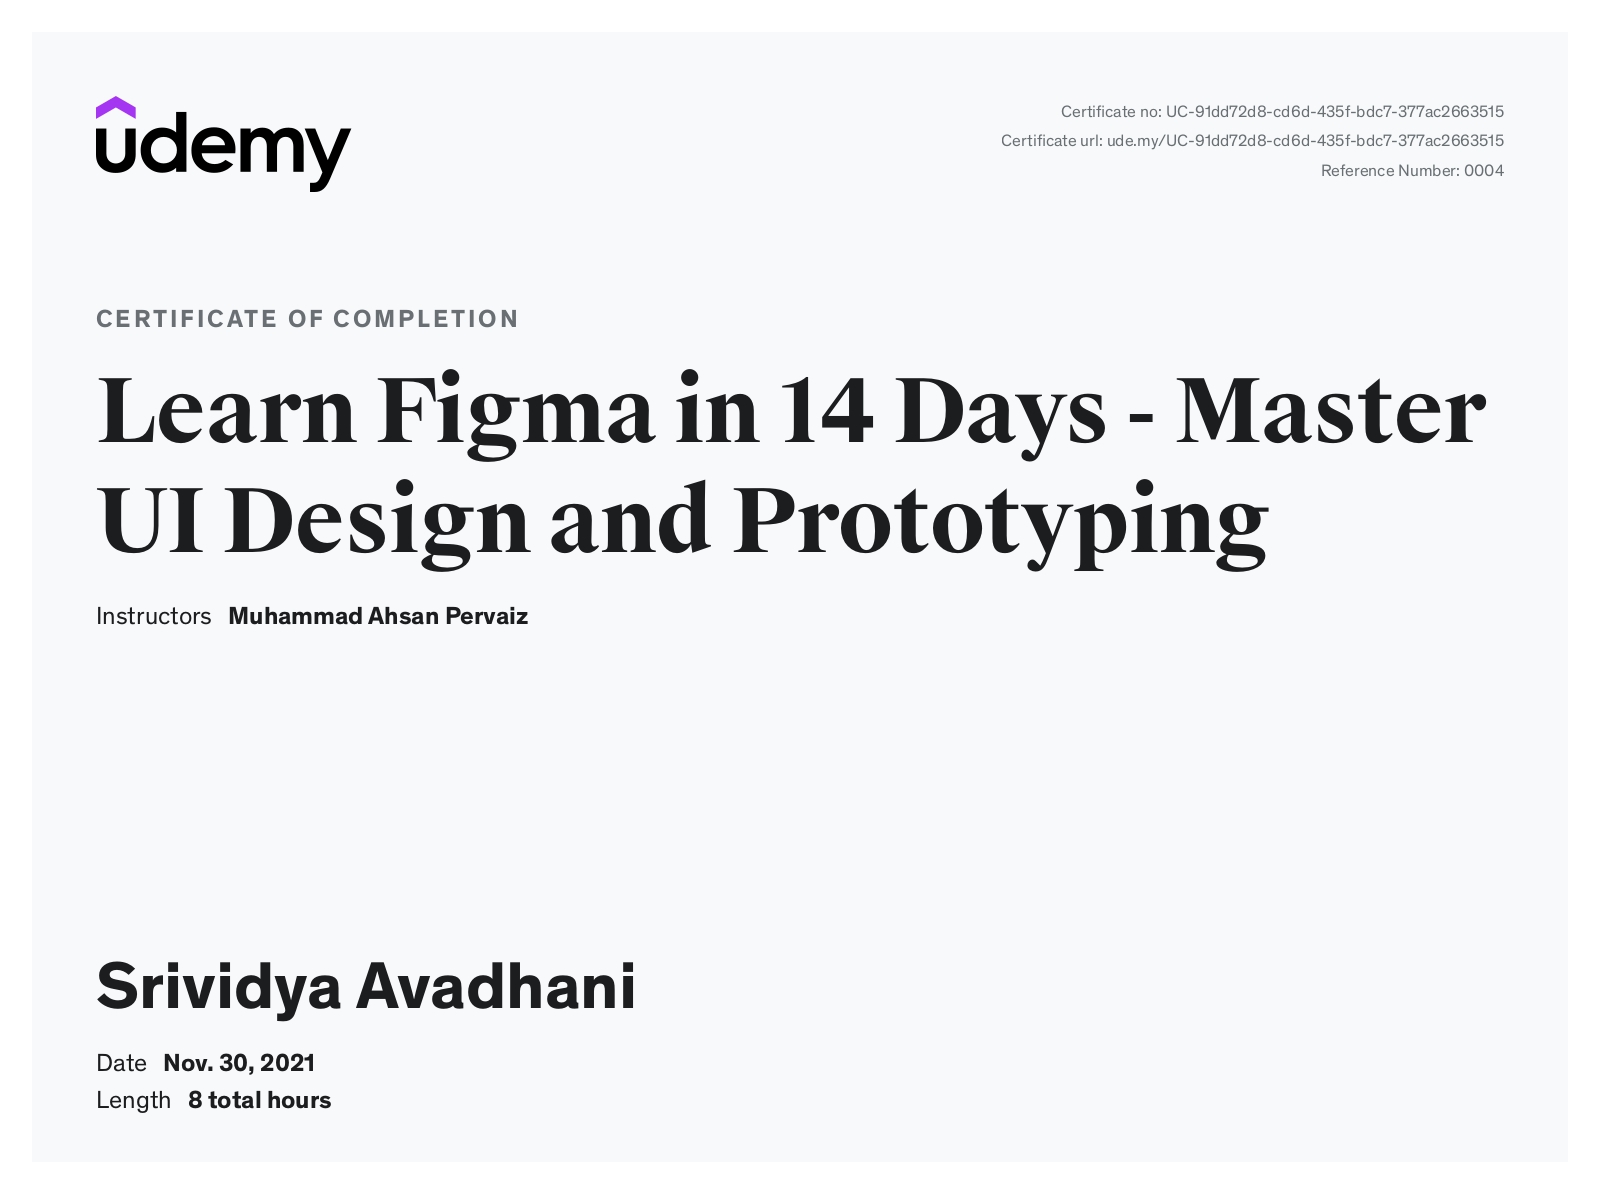 udemy
Certificate no: UC-91dd72d8-cd6d-435f-bdc7-377ac2663515
Certificate url: ude.my/UC-91dd72d8-cd6d-435f-bdc7-377ac2663515
Reference Number: 0004
CERTIFICATE OF COMPLETION
Learn Figma in 14 Days - Master
UI Design and Prototyping
Instructors Muhammad Ahsan Pervaiz
Srividya Avadhani
Date Nov. 30, 2021
Length 8 total hours